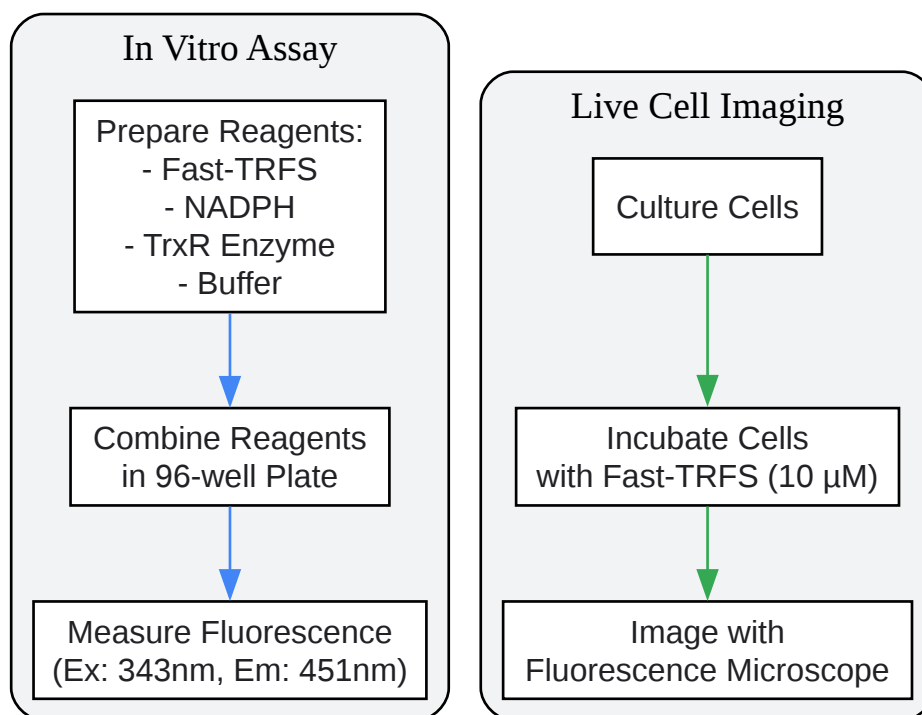 In Vitro Assay
Prepare Reagents:
- Fast-TRFS
- NADPH
- TrxR Enzyme
- Buffer
Combine Reagents
in 96-well Plate
Measure Fluorescence
(Ex: 343nm, Em: 451nm)
Live Cell Imaging
Culture Cells
Incubate Cells
with Fast-TRFS (10 µM)
Image with
Fluorescence Microscope